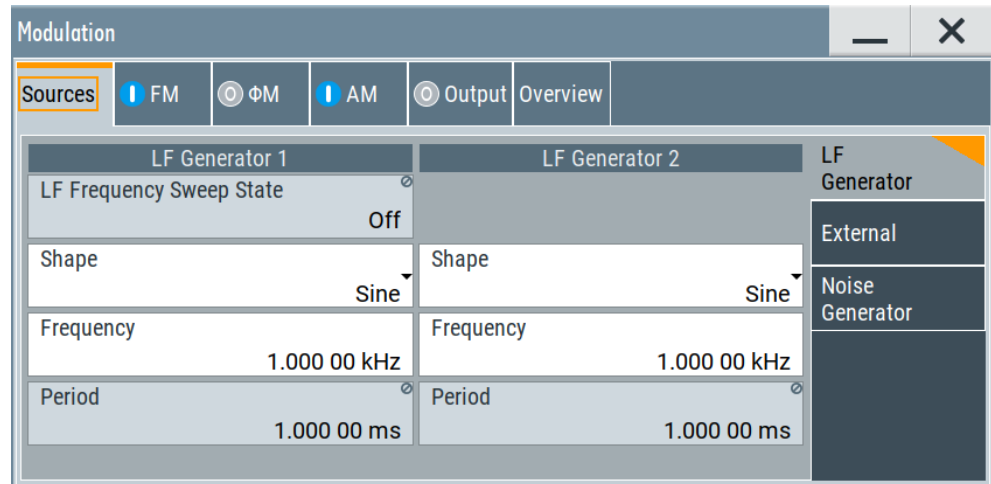 Modulation
Sources FM ΦM AM Output Overview
LF Generator 1
LF Frequency Sweep State
Off
Shape
Sine
Frequency
1.000 00 kHz
Period
1.000 00 ms
LF Generator 2
Shape
Sine
Frequency
1.000 00 kHz
Period
1.000 00 ms
LF
Generator
External
Noise
Generator